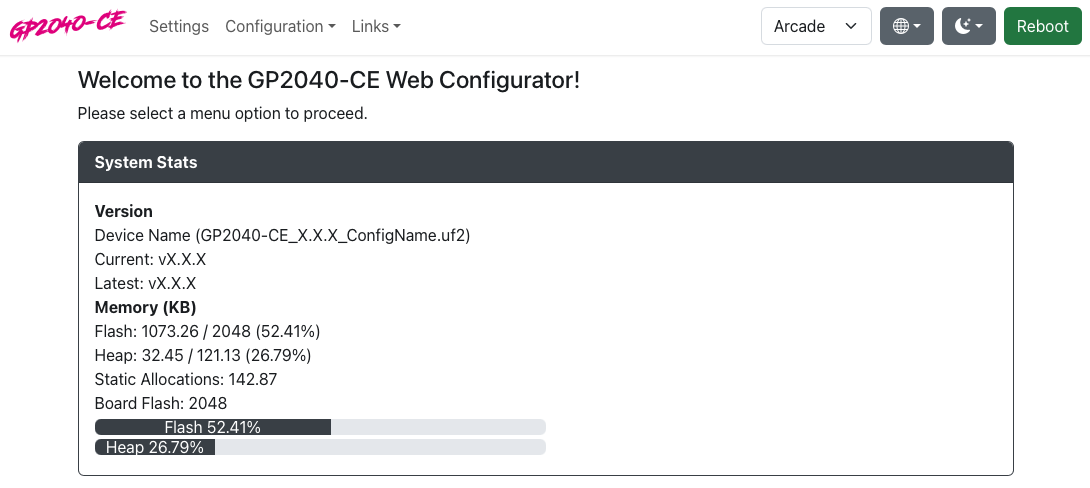 GP2040-CE Settings Configuration Links Arcade Reboot
Welcome to the GP2040-CE Web Configurator!
Please select a menu option to proceed.
System Stats
Version
Device Name (GP2040-CE_X.X.X_ConfigName.uf2)
Current: vX.X.X
Latest: vX.X.X
Memory (KB)
Flash: 1073.26 / 2048 (52.41%)
Heap: 32.45 / 121.13 (26.79%)
Static Allocations: 142.87
Board Flash: 2048
Flash 52.41%
Heap 26.79%